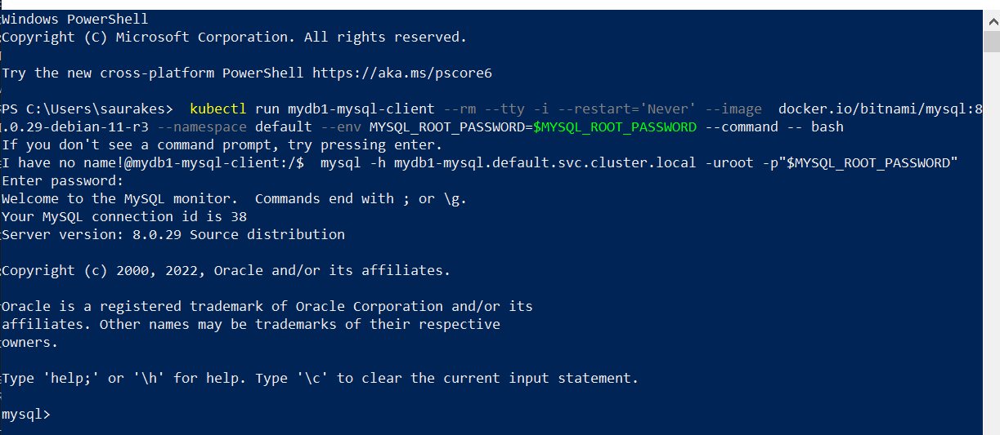 Windows PowerShell
Copyright (C) Microsoft Corporation. All rights reserved.
Try the new cross-platform PowerShell https://aka.ms/pscore6
PS C:\Users\saurakes>  kubectl run mydb1-mysql-client --rm --tty -i --restart='Never' --image  docker.io/bitnami/mysql:8
.0.29-debian-11-r3 --namespace default --env MYSQL_ROOT_PASSWORD=$MYSQL_ROOT_PASSWORD --command -- bash
If you don't see a command prompt, try pressing enter.
I have no name!@mydb1-mysql-client:/$  mysql -h mydb1-mysql.default.svc.cluster.local -uroot -p"$MYSQL_ROOT_PASSWORD"
Enter password:
Welcome to the MySQL monitor.  Commands end with ; or \g.
Your MySQL connection id is 38
Server version: 8.0.29 Source distribution
Copyright (c) 2000, 2022, Oracle and/or its affiliates.
Oracle is a registered trademark of Oracle Corporation and/or its
affiliates. Other names may be trademarks of their respective
owners.
Type 'help;' or '\h' for help. Type '\c' to clear the current input statement.
mysql>